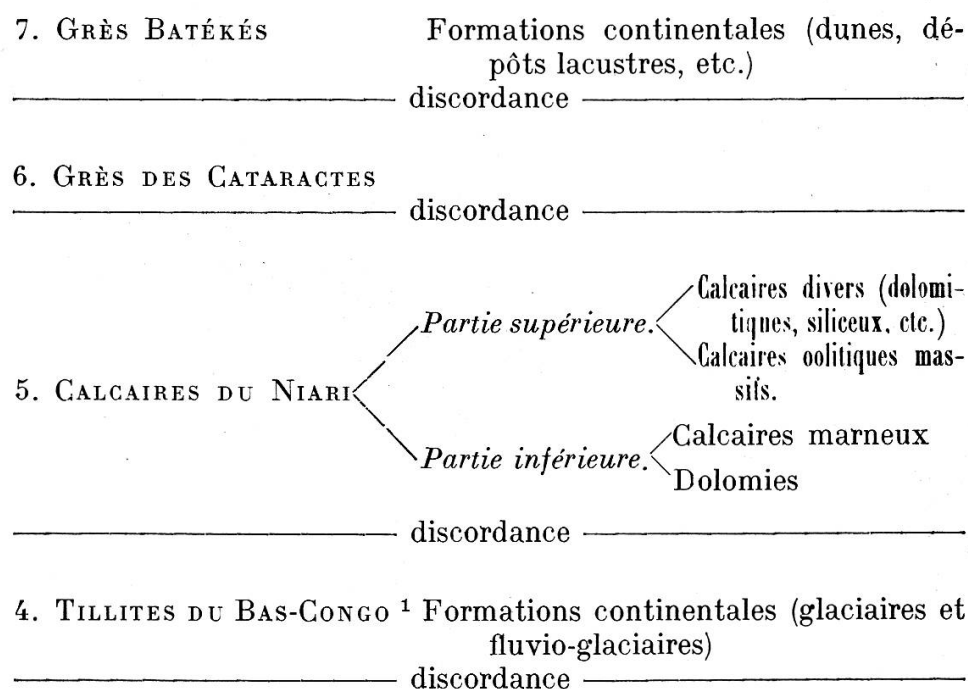 7. GRÈS BATÉKÉS Formations continentales (dunes, dé-
pôts lacustres, etc.)
discordance
6. GRÈS DES CATARACTES
discordance
Calcaires divers (dolomi-
tiques, siliceux, etc.)
Partie supérieure.
Calcaires oolitiques mas-
sifs.
5. CALCAIRES DU NIARI
Calcaires marneux
Partie inférieure.
Dolomies
discordance
4. TILLITES DU BAS-CONGO ¹ Formations continentales (glaciaires et
fluvio-glaciaires)
discordance